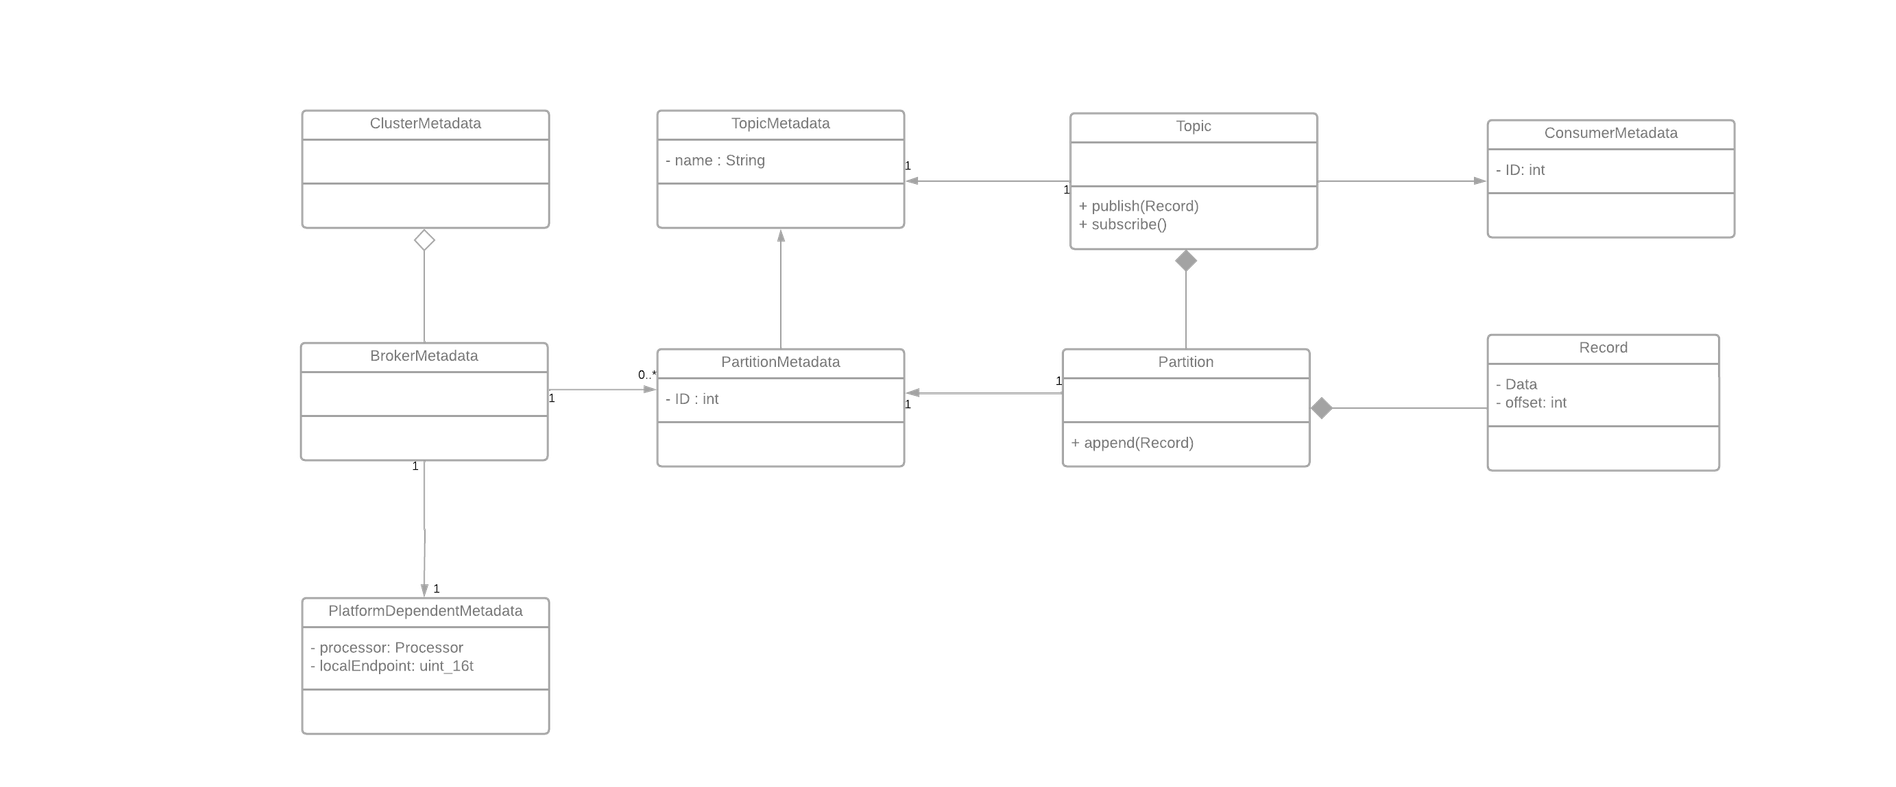 ClusterMetadata
TopicMetadata
- name : String
1
1
Topic
+ publish(Record)
+ subscribe()
ConsumerMetadata
- ID: int
BrokerMetadata
0..*
1
PartitionMetadata
- ID : int
1
1
Partition
+ append(Record)
Record
- Data
- offset: int
1
1
PlatformDependentMetadata
- processor: Processor
- localEndpoint: uint_16t